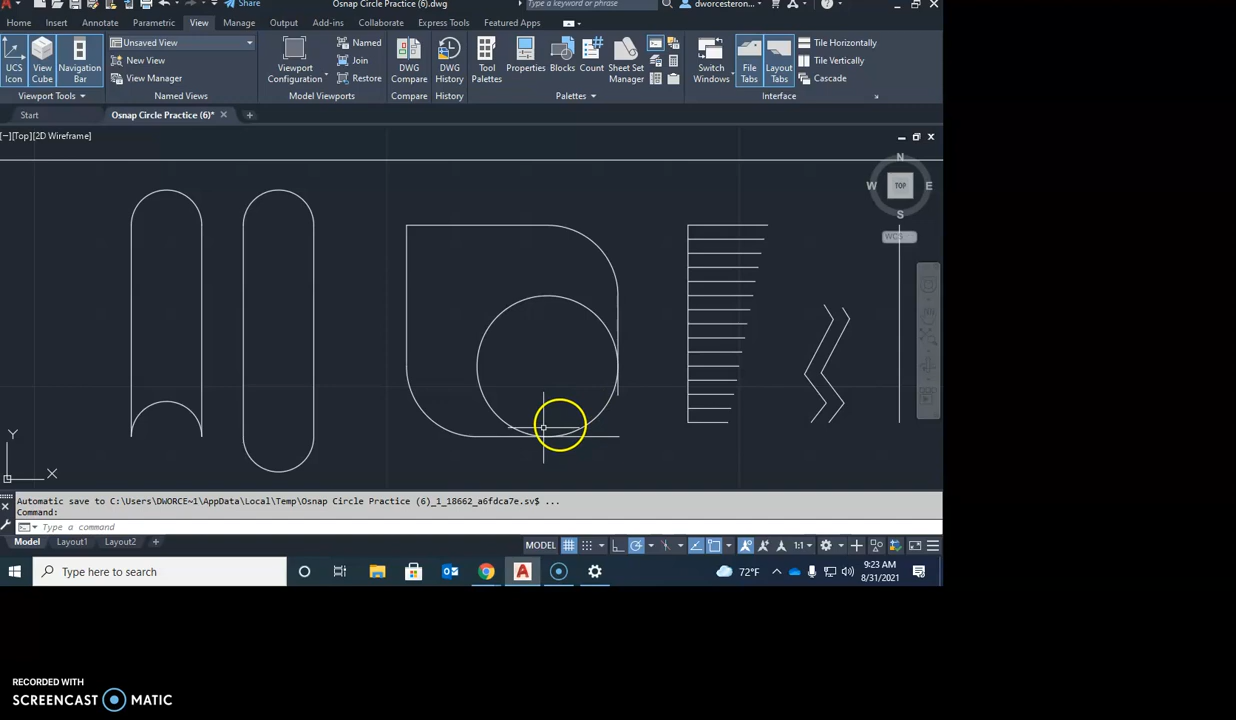 Share
Osnap Circle Practice (6).dwg
Type a keyword or phrase
dworcesteron...
Home Insert Annotate Parametric View Manage Output Add-ins Collaborate Express Tools Featured Apps
UCS Icon
View Cube
Navigation Bar
Viewport Tools
Unsaved View
New View
View Manager
Named Views
Viewport Configuration
Named
Join
Restore
Model Viewports
DWG Compare
Compare
DWG History
History
Tool Palettes
Properties
Blocks
Count
Sheet Set Manager
Palettes
Switch Windows
File Tabs
Layout Tabs
Tile Horizontally
Tile Vertically
Cascade
Interface
Start
Osnap Circle Practice (6)*
[−][Top][2D Wireframe]
N
W TOP E
S
WCS
Y
X
Automatic save to C:\Users\DWORCE~1\AppData\Local\Temp\Osnap Circle Practice (6)_1_18662_a6fdca7e.sv$ ...
Command:
Type a command
Model Layout1 Layout2 +
MODEL 1:1
Type here to search
72°F
9:23 AM
8/31/2021
RECORDED WITH
SCREENCAST MATIC